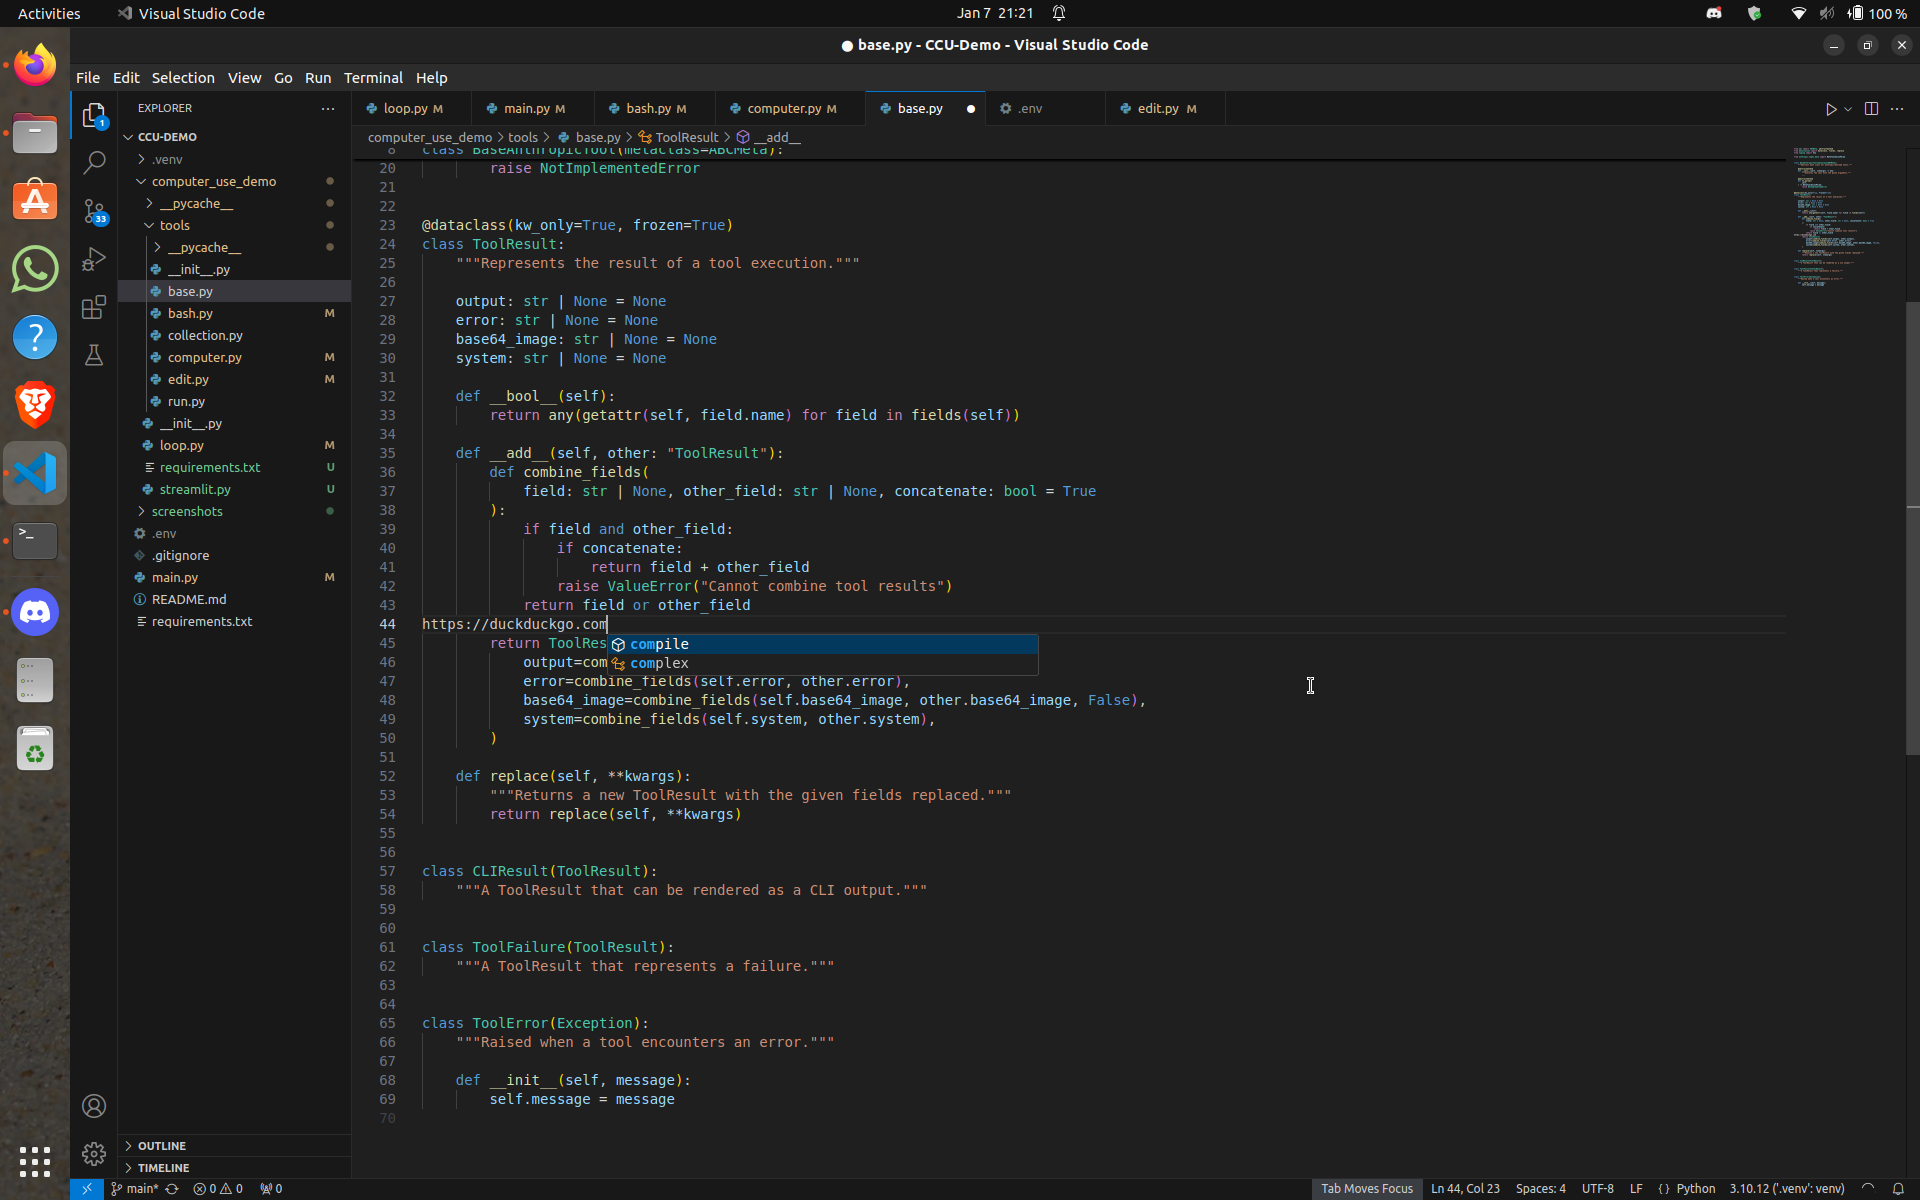 Activities
Visual Studio Code
Jan 7 21:21
100 %
base.py - CCU-Demo - Visual Studio Code
File Edit Selection View Go Run Terminal Help
EXPLORER
CCU-DEMO
.venv
computer_use_demo
__pycache__
tools
__pycache__
__init__.py
base.py
bash.py M
collection.py
computer.py M
edit.py M
run.py
__init__.py
loop.py M
requirements.txt U
streamlit.py U
screenshots
.env
.gitignore
main.py M
README.md
requirements.txt
OUTLINE
TIMELINE
1
33
loop.py M main.py M bash.py M computer.py M base.py .env edit.py M
computer_use_demo > tools > base.py > ToolResult > __add__
8 class BaseAnthropicTool(metaclass=ABCMeta):
20 raise NotImplementedError
21
22
23 @dataclass(kw_only=True, frozen=True)
24 class ToolResult:
25 """Represents the result of a tool execution."""
26
27 output: str | None = None
28 error: str | None = None
29 base64_image: str | None = None
30 system: str | None = None
31
32 def __bool__(self):
33 return any(getattr(self, field.name) for field in fields(self))
34
35 def __add__(self, other: "ToolResult"):
36 def combine_fields(
37 field: str | None, other_field: str | None, concatenate: bool = True
38 ):
39 if field and other_field:
40 if concatenate:
41 return field + other_field
42 raise ValueError("Cannot combine tool results")
43 return field or other_field
44 https://duckduckgo.com
45 return ToolRes
compile
46 output=com
complex
47 error=combine_fields(self.error, other.error),
48 base64_image=combine_fields(self.base64_image, other.base64_image, False),
49 system=combine_fields(self.system, other.system),
50 )
51
52 def replace(self, **kwargs):
53 """Returns a new ToolResult with the given fields replaced."""
54 return replace(self, **kwargs)
55
56
57 class CLIResult(ToolResult):
58 """A ToolResult that can be rendered as a CLI output."""
59
60
61 class ToolFailure(ToolResult):
62 """A ToolResult that represents a failure."""
63
64
65 class ToolError(Exception):
66 """Raised when a tool encounters an error."""
67
68 def __init__(self, message):
69 self.message = message
70
main* 0 0 0
Tab Moves Focus Ln 44, Col 23 Spaces: 4 UTF-8 LF { } Python 3.10.12 ('.venv': venv)